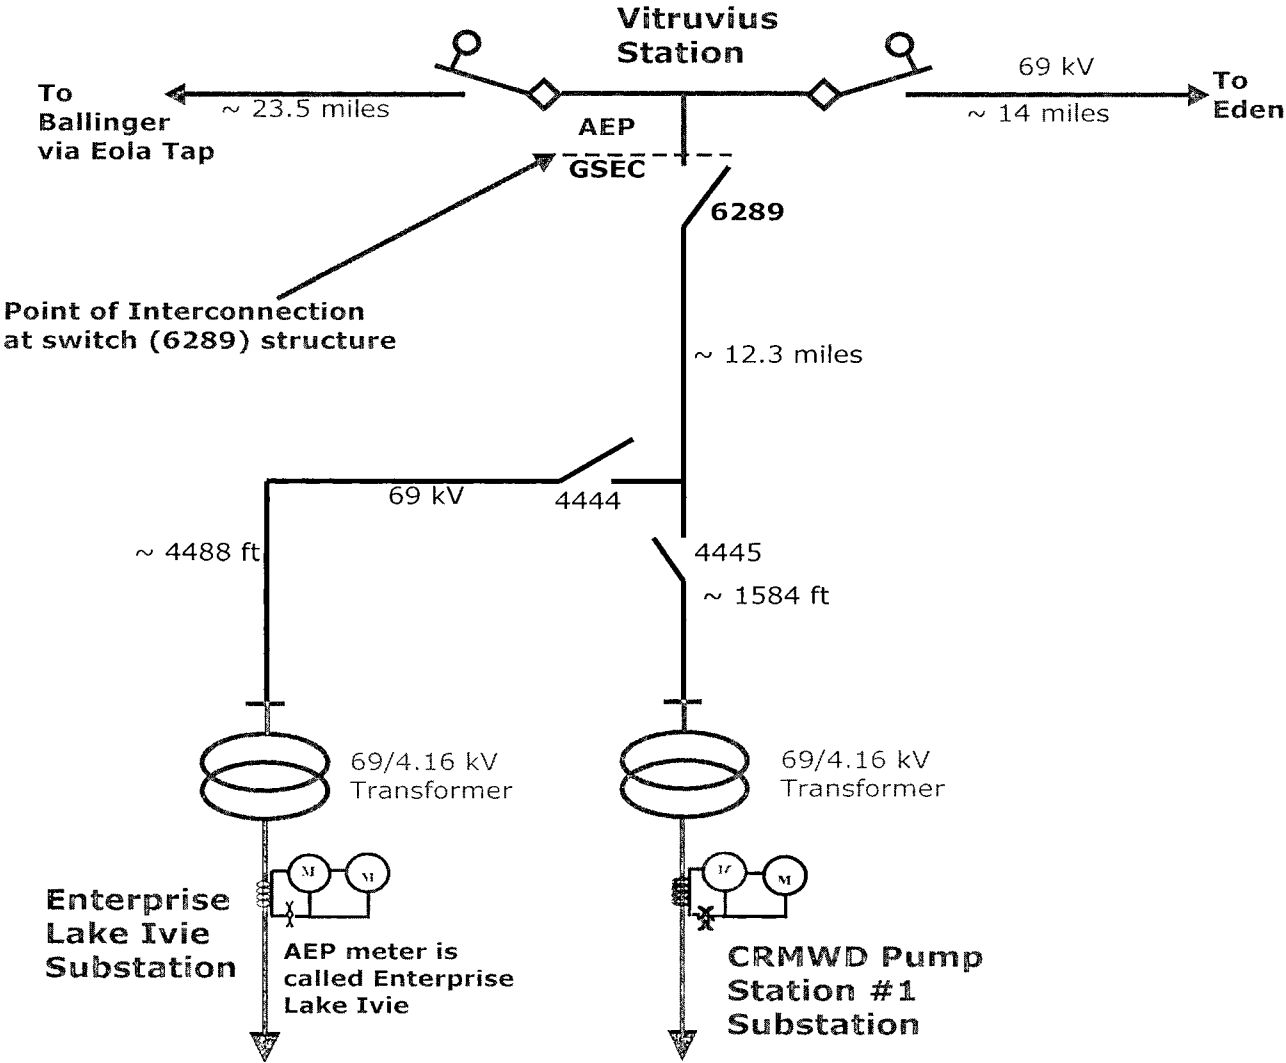 Vitruvius
Station
69 kV
To
Ballinger
via Eola Tap
~ 23.5 miles
~ 14 miles
To
Eden
AEP
GSEC
6289
Point of Interconnection
at switch (6289) structure
~ 12.3 miles
69 kV
4444
~ 4488 ft
4445
~ 1584 ft
69/4.16 kV
Transformer
69/4.16 kV
Transformer
M
M
M
Enterprise
Lake Ivie
Substation
AEP meter is
called Enterprise
Lake Ivie
CRMWD Pump
Station #1
Substation